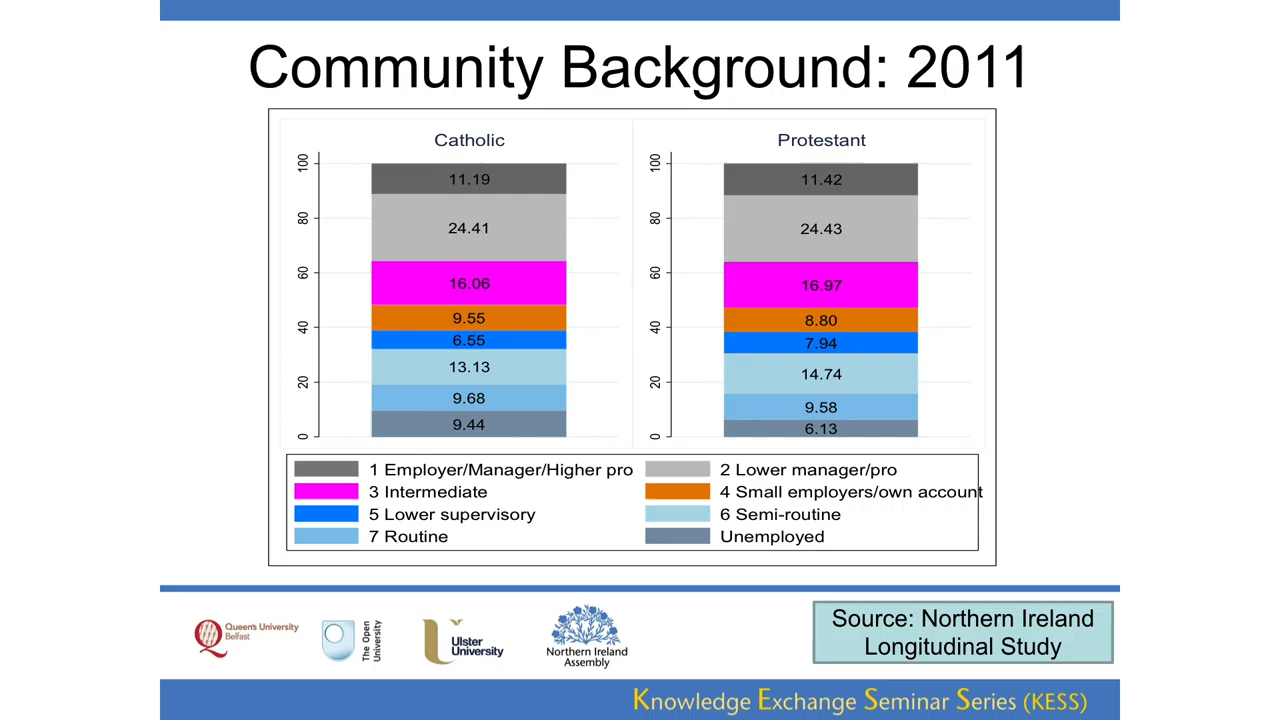 Community Background: 2011
Catholic
Protestant
100
80
60
40
20
0
11.19
24.41
16.06
9.55
6.55
13.13
9.68
9.44
100
80
60
40
20
0
11.42
24.43
16.97
8.80
7.94
14.74
9.58
6.13
1 Employer/Manager/Higher pro
2 Lower manager/pro
3 Intermediate
4 Small employers/own account
5 Lower supervisory
6 Semi-routine
7 Routine
Unemployed
Queen's University
Belfast
The Open
University
Ulster
University
Northern Ireland
Assembly
Source: Northern Ireland
Longitudinal Study
Knowledge Exchange Seminar Series (KESS)